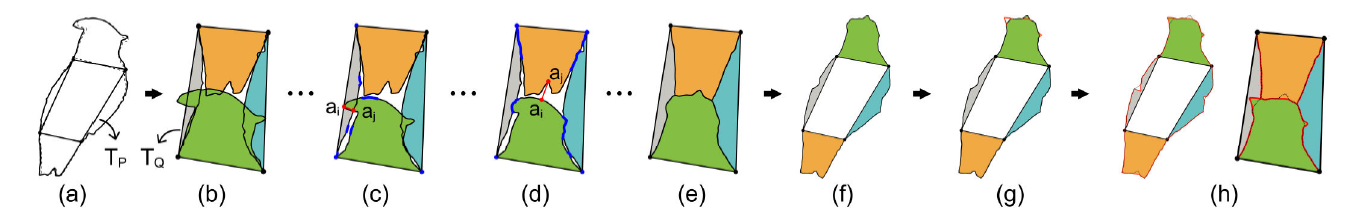 T_P
T_Q
a_i
a_j
a_j
a_i
(a)
(b)
(c)
(d)
(e)
(f)
(g)
(h)